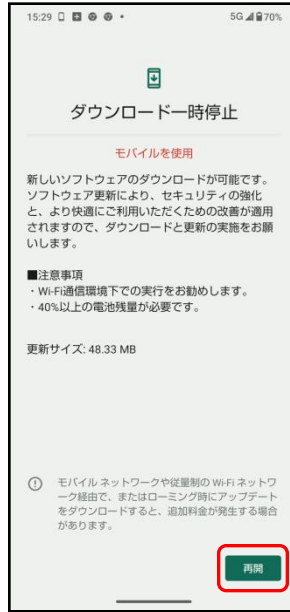 15:29 5G 70%
ダウンロード一時停止
モバイルを使用
新しいソフトウェアのダウンロードが可能です。
ソフトウェア更新により、セキュリティの強化
と、より快適にご利用いただくための改善が適用
されますので、ダウンロードと更新の実施をお願
いします。
■注意事項
・Wi-Fi通信環境下での実行をお勧めします。
・40%以上の電池残量が必要です。
更新サイズ: 48.33 MB
モバイル ネットワークや従量制の Wi-Fi ネットワ
ーク経由で、またはローミング時にアップデート
をダウンロードすると、追加料金が発生する場合
があります。
再開